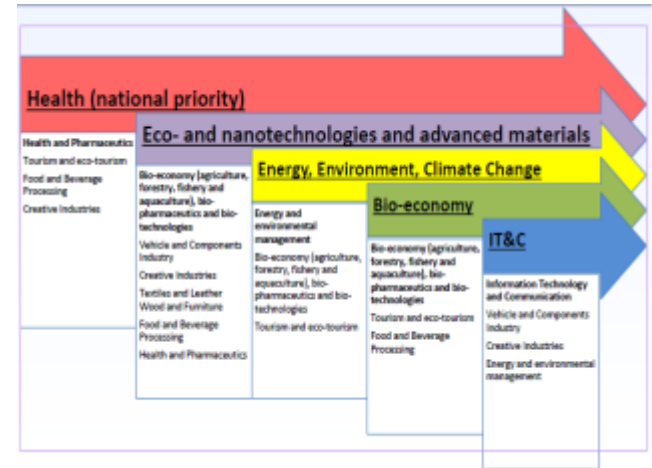 Health (national priority)
Health and Pharmaceutics
Tourism and eco-tourism
Food and Beverage
Processing
Creative Industries
Eco- and nanotechnologies and advanced materials
Bio-economy (agriculture,
forestry, fishery and
aquaculture), bio-
pharmaceutics and bio-
technologies
Vehicle and Components
Industry
Creative Industries
Textiles and Leather
Wood and Furniture
Food and Beverage
Processing
Health and Pharmaceutics
Energy, Environment, Climate Change
Energy and
environmental
management
Bio-economy (agriculture,
forestry, fishery and
aquaculture), bio-
pharmaceutics and bio-
technologies
Tourism and eco-tourism
Bio-economy
Bio-economy (agriculture,
forestry, fishery and
aquaculture), bio-
pharmaceutics and bio-
technologies
Tourism and eco-tourism
Food and Beverage
Processing
IT&C
Information Technology
and Communication
Vehicle and Components
Industry
Creative Industries
Energy and environmental
management